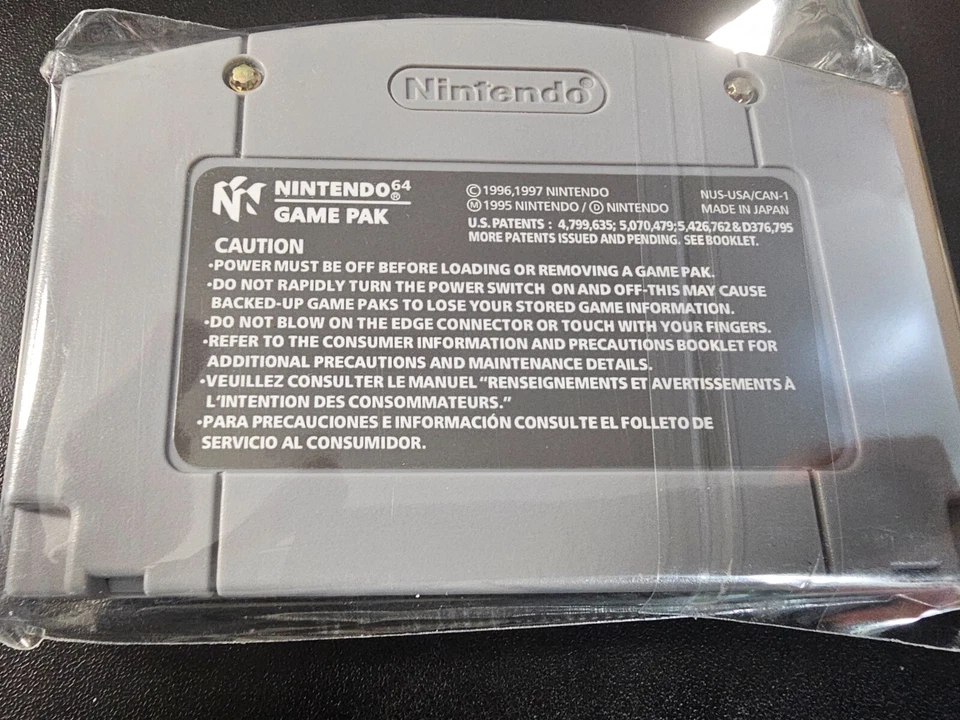 Nintendo
NINTENDO 64
®
GAME PAK
©1996,1997 NINTENDO
Ⓜ1995 NINTENDO / Ⓓ NINTENDO
NUS-USA/CAN-1
MADE IN JAPAN
U.S. PATENTS : 4,799,635; 5,070,479; 5,426,762 & D376,795
MORE PATENTS ISSUED AND PENDING. SEE BOOKLET.
CAUTION
•POWER MUST BE OFF BEFORE LOADING OR REMOVING A GAME PAK.
•DO NOT RAPIDLY TURN THE POWER SWITCH ON AND OFF-THIS MAY CAUSE
BACKED-UP GAME PAKS TO LOSE YOUR STORED GAME INFORMATION.
•DO NOT BLOW ON THE EDGE CONNECTOR OR TOUCH WITH YOUR FINGERS.
•REFER TO THE CONSUMER INFORMATION AND PRECAUTIONS BOOKLET FOR
ADDITIONAL PRECAUTIONS AND MAINTENANCE DETAILS.
•VEUILLEZ CONSULTER LE MANUEL “RENSEIGNEMENTS ET AVERTISSEMENTS À
L’INTENTION DES CONSOMMATEURS.”
•PARA PRECAUCIONES E INFORMACIÓN CONSULTE EL FOLLETO DE
SERVICIO AL CONSUMIDOR.